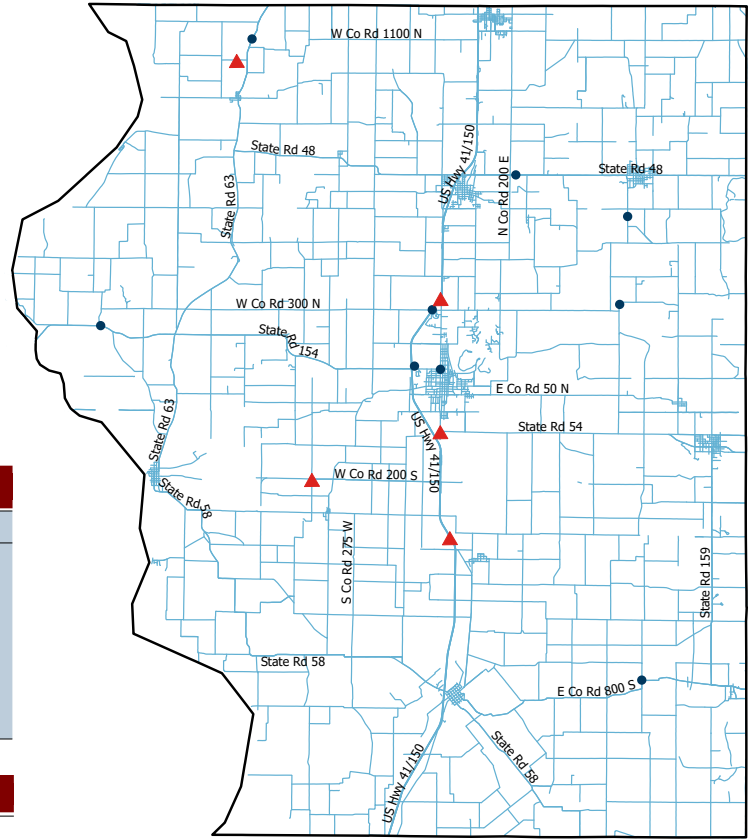 W Co Rd 1100 N
US Hwy 41/150
State Rd 48
State Rd 48
State Rd 63
N Co Rd 200 E
W Co Rd 300 N
State Rd 154
E Co Rd 50 N
State Rd 63
US Hwy 41/150
State Rd 54
W Co Rd 200 S
State Rd 58
S Co Rd 275 W
State Rd 159
State Rd 58
E Co Rd 800 S
US Hwy 41/150
State Rd 58